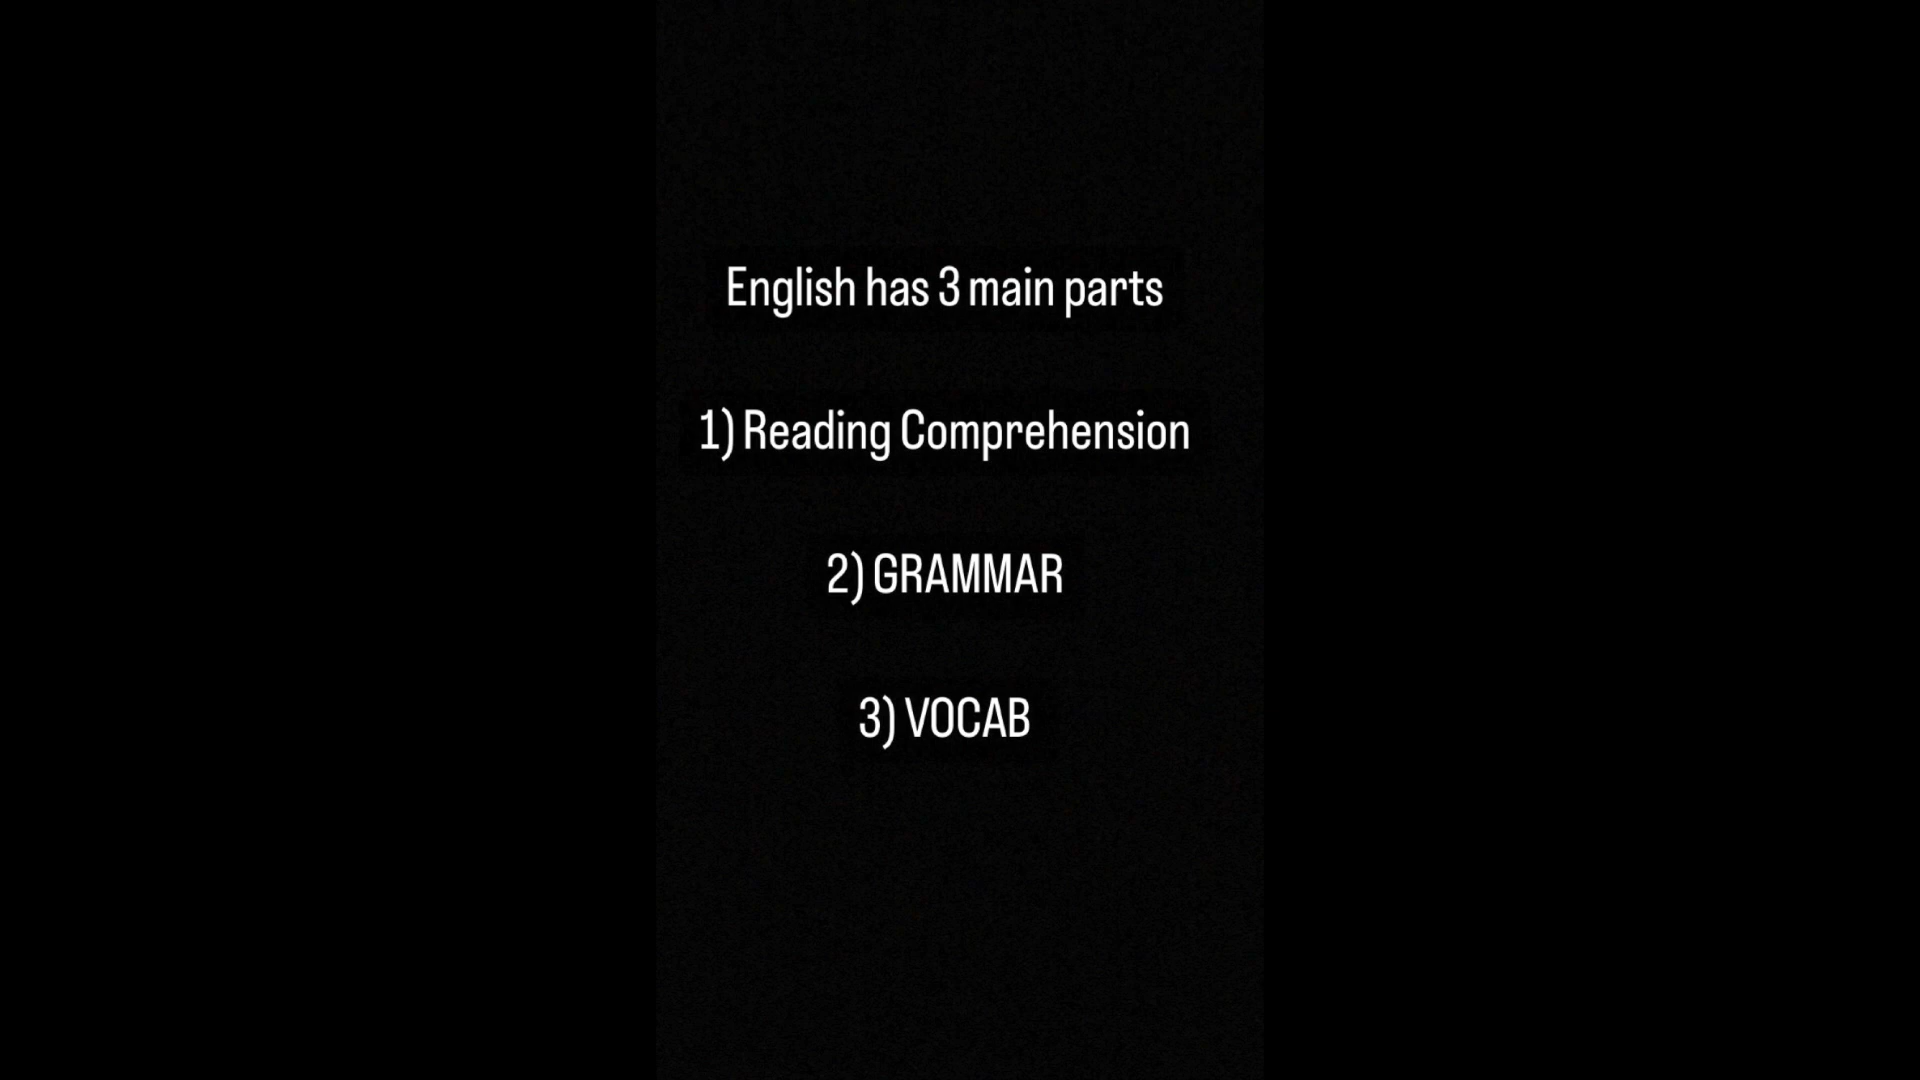 English has 3 main parts
1) Reading Comprehension
2) GRAMMAR
3) VOCAB